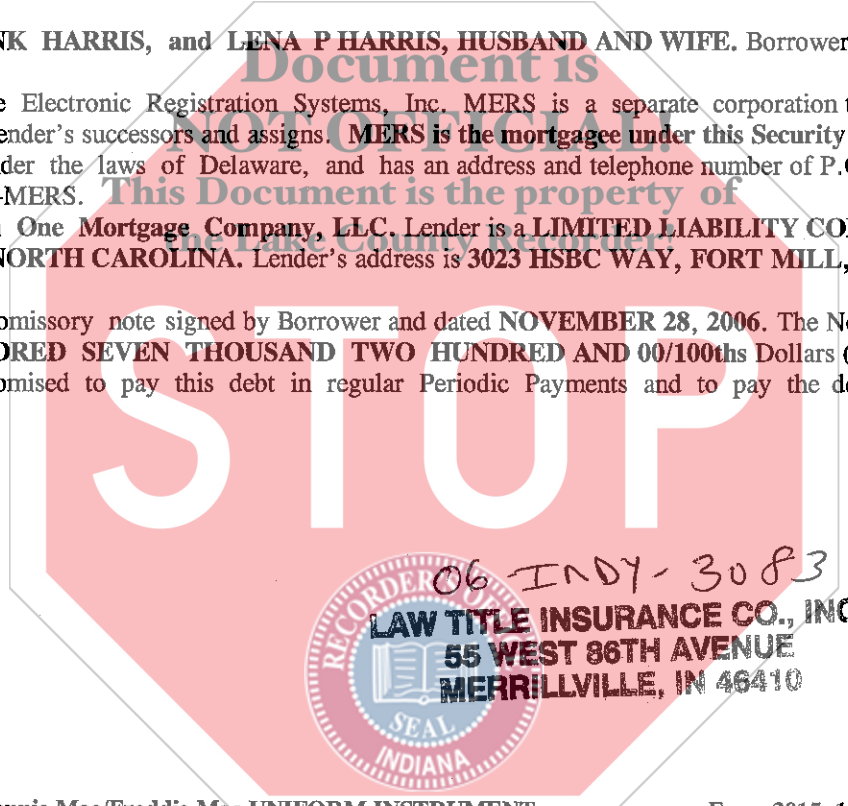 NK HARRIS, and LENA P HARRIS, HUSBAND AND WIFE. Borrower
Document is
e Electronic Registration Systems, Inc. MERS is a separate corporation t
ender's successors and assigns. MERS is the mortgagee under this Security
NOT OFFICIAL!
der the laws of Delaware, and has an address and telephone number of P.O
-MERS.
This Document is the property of
n One Mortgage Company, LLC. Lender is a LIMITED LIABILITY CO
the Lake County Recorder!
NORTH CAROLINA. Lender's address is 3023 HSBC WAY, FORT MILL,
omissory note signed by Borrower and dated NOVEMBER 28, 2006. The No
DRED SEVEN THOUSAND TWO HUNDRED AND 00/100ths Dollars (
omised to pay this debt in regular Periodic Payments and to pay the de
STOP
06-INDY-3083
LAW TITLE INSURANCE CO., INC
55 WEST 86TH AVENUE
MERRILLVILLE, IN 46410
RECORDER OF
SEAL
INDIANA
UNIFORM INSTRUMENT